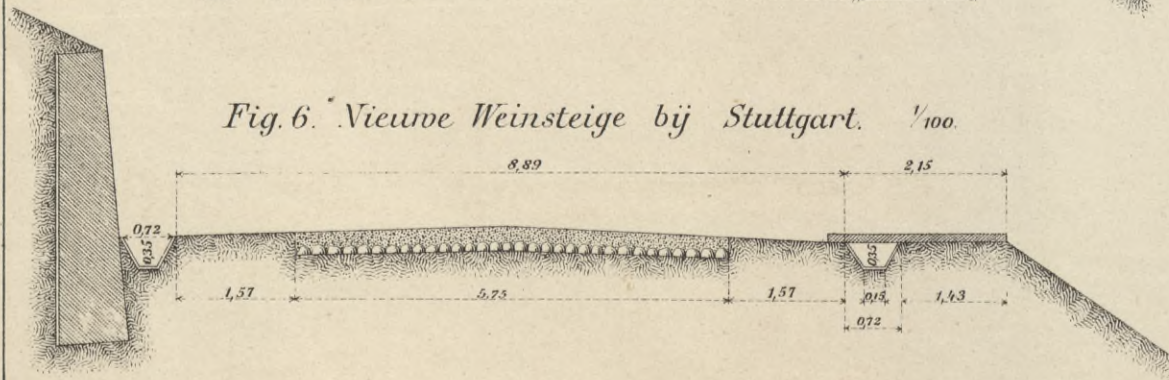 Fig. 6. Nieuwe Weinsteige bij Stuttgart. 1/100.
8,89 2,15
0,72
0,35 0,35
1,57 5,75 1,57 0,15 1,43
0,72